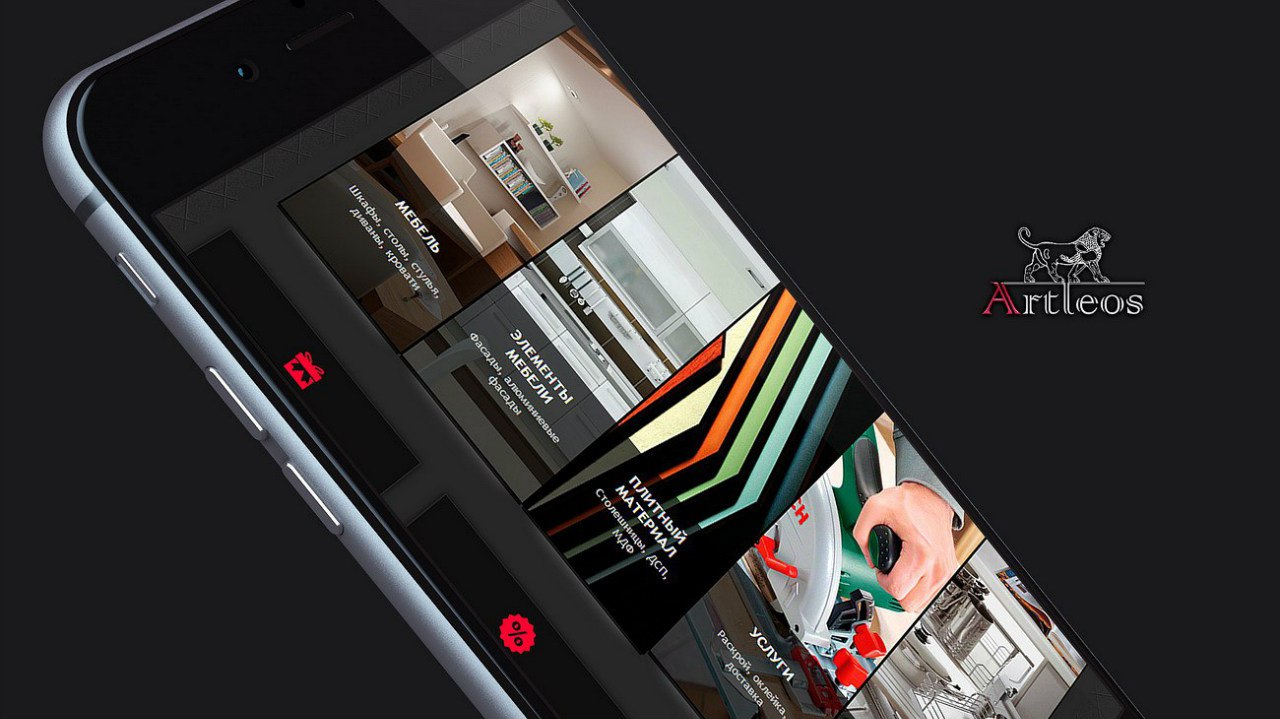 МЕБЕЛЬ
Шкафы, столы, стулья,
диваны, кровати
ЭЛЕМЕНТЫ
МЕБЕЛИ
Фасады, алюминиевые
фасады
ПЛИТНЫЙ
МАТЕРИАЛ
Столешницы, ДСП,
МДФ
УСЛУГИ
Раскрой, оклейка,
доставка
Artleos